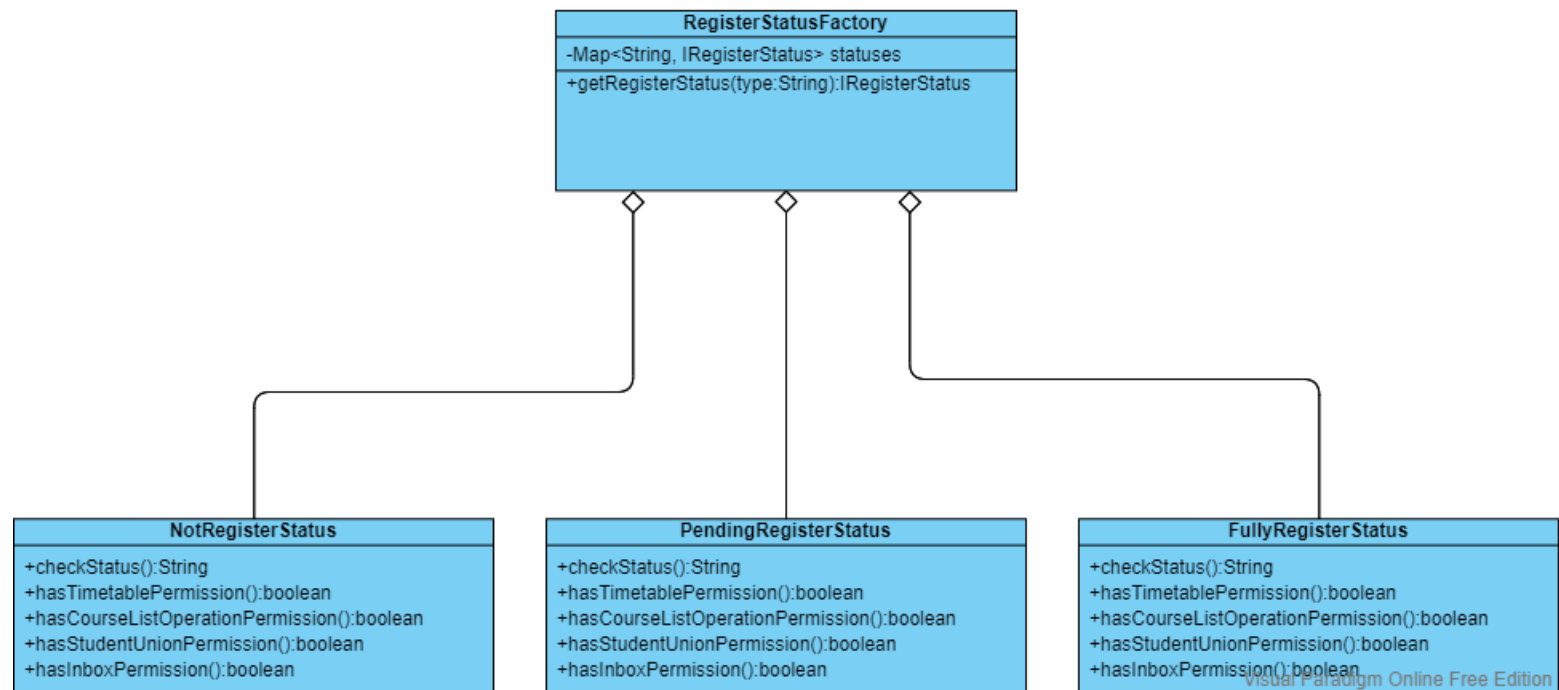 RegisterStatusFactory
-Map<String, IRegisterStatus> statuses
+getRegisterStatus(type:String):IRegisterStatus
NotRegisterStatus
+checkStatus():String
+hasTimetablePermission():boolean
+hasCourseListOperationPermission():boolean
+hasStudentUnionPermission():boolean
+hasInboxPermission():boolean
PendingRegisterStatus
+checkStatus():String
+hasTimetablePermission():boolean
+hasCourseListOperationPermission():boolean
+hasStudentUnionPermission():boolean
+hasInboxPermission():boolean
FullyRegisterStatus
+checkStatus():String
+hasTimetablePermission():boolean
+hasCourseListOperationPermission():boolean
+hasStudentUnionPermission():boolean
+hasInboxPermission():boolean
Visual Paradigm Online Free Edition